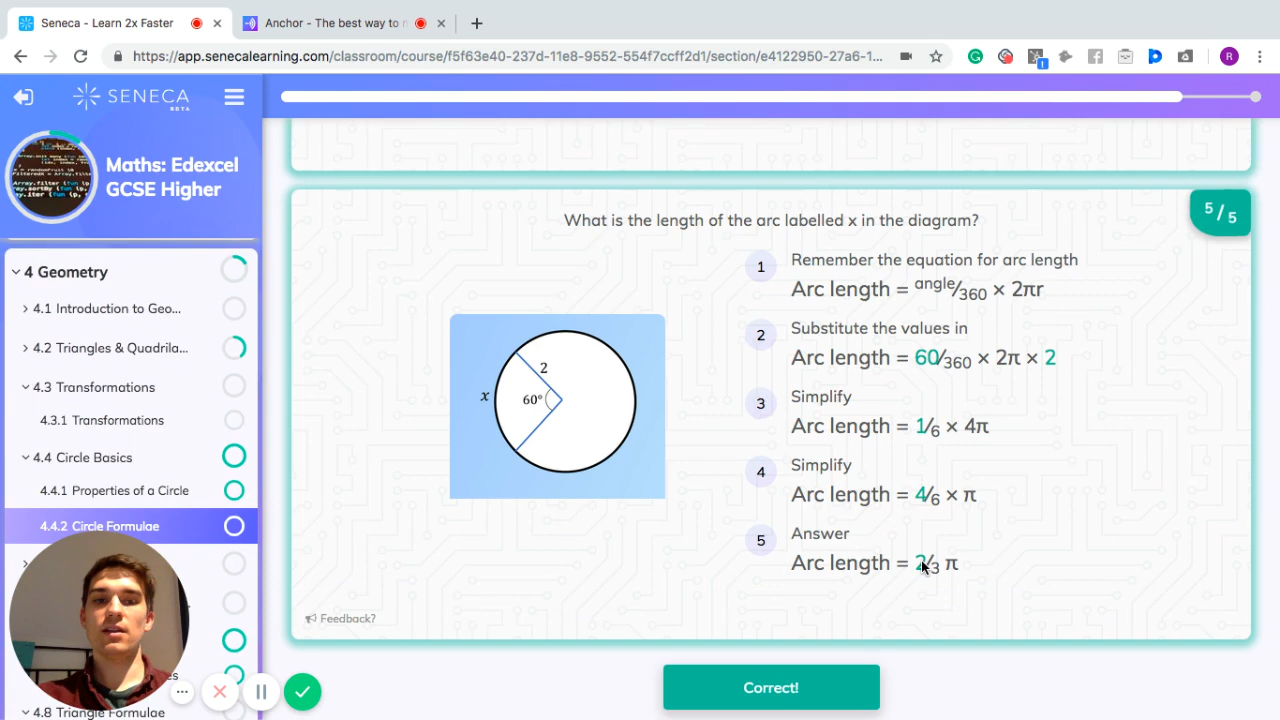 Seneca - Learn 2x Faster
Anchor - The best way to
https://app.senecalearning.com/classroom/course/f5f63e40-237d-11e8-9552-554f7ccff2d1/section/e4122950-27a6-1...
1
R
SENECA
BETA
Maths: Edexcel
GCSE Higher
4 Geometry
4.1 Introduction to Geo...
4.2 Triangles & Quadrila...
4.3 Transformations
4.3.1 Transformations
4.4 Circle Basics
4.4.1 Properties of a Circle
4.4.2 Circle Formulae
4.8 Triangle Formulae
5/5
What is the length of the arc labelled x in the diagram?
2
x
60°
1 Remember the equation for arc length
Arc length = angle/360 × 2πr
2 Substitute the values in
Arc length = 60/360 × 2π × 2
3 Simplify
Arc length = 1/6 × 4π
4 Simplify
Arc length = 4/6 × π
5 Answer
Arc length = 2/3 π
Feedback?
Correct!